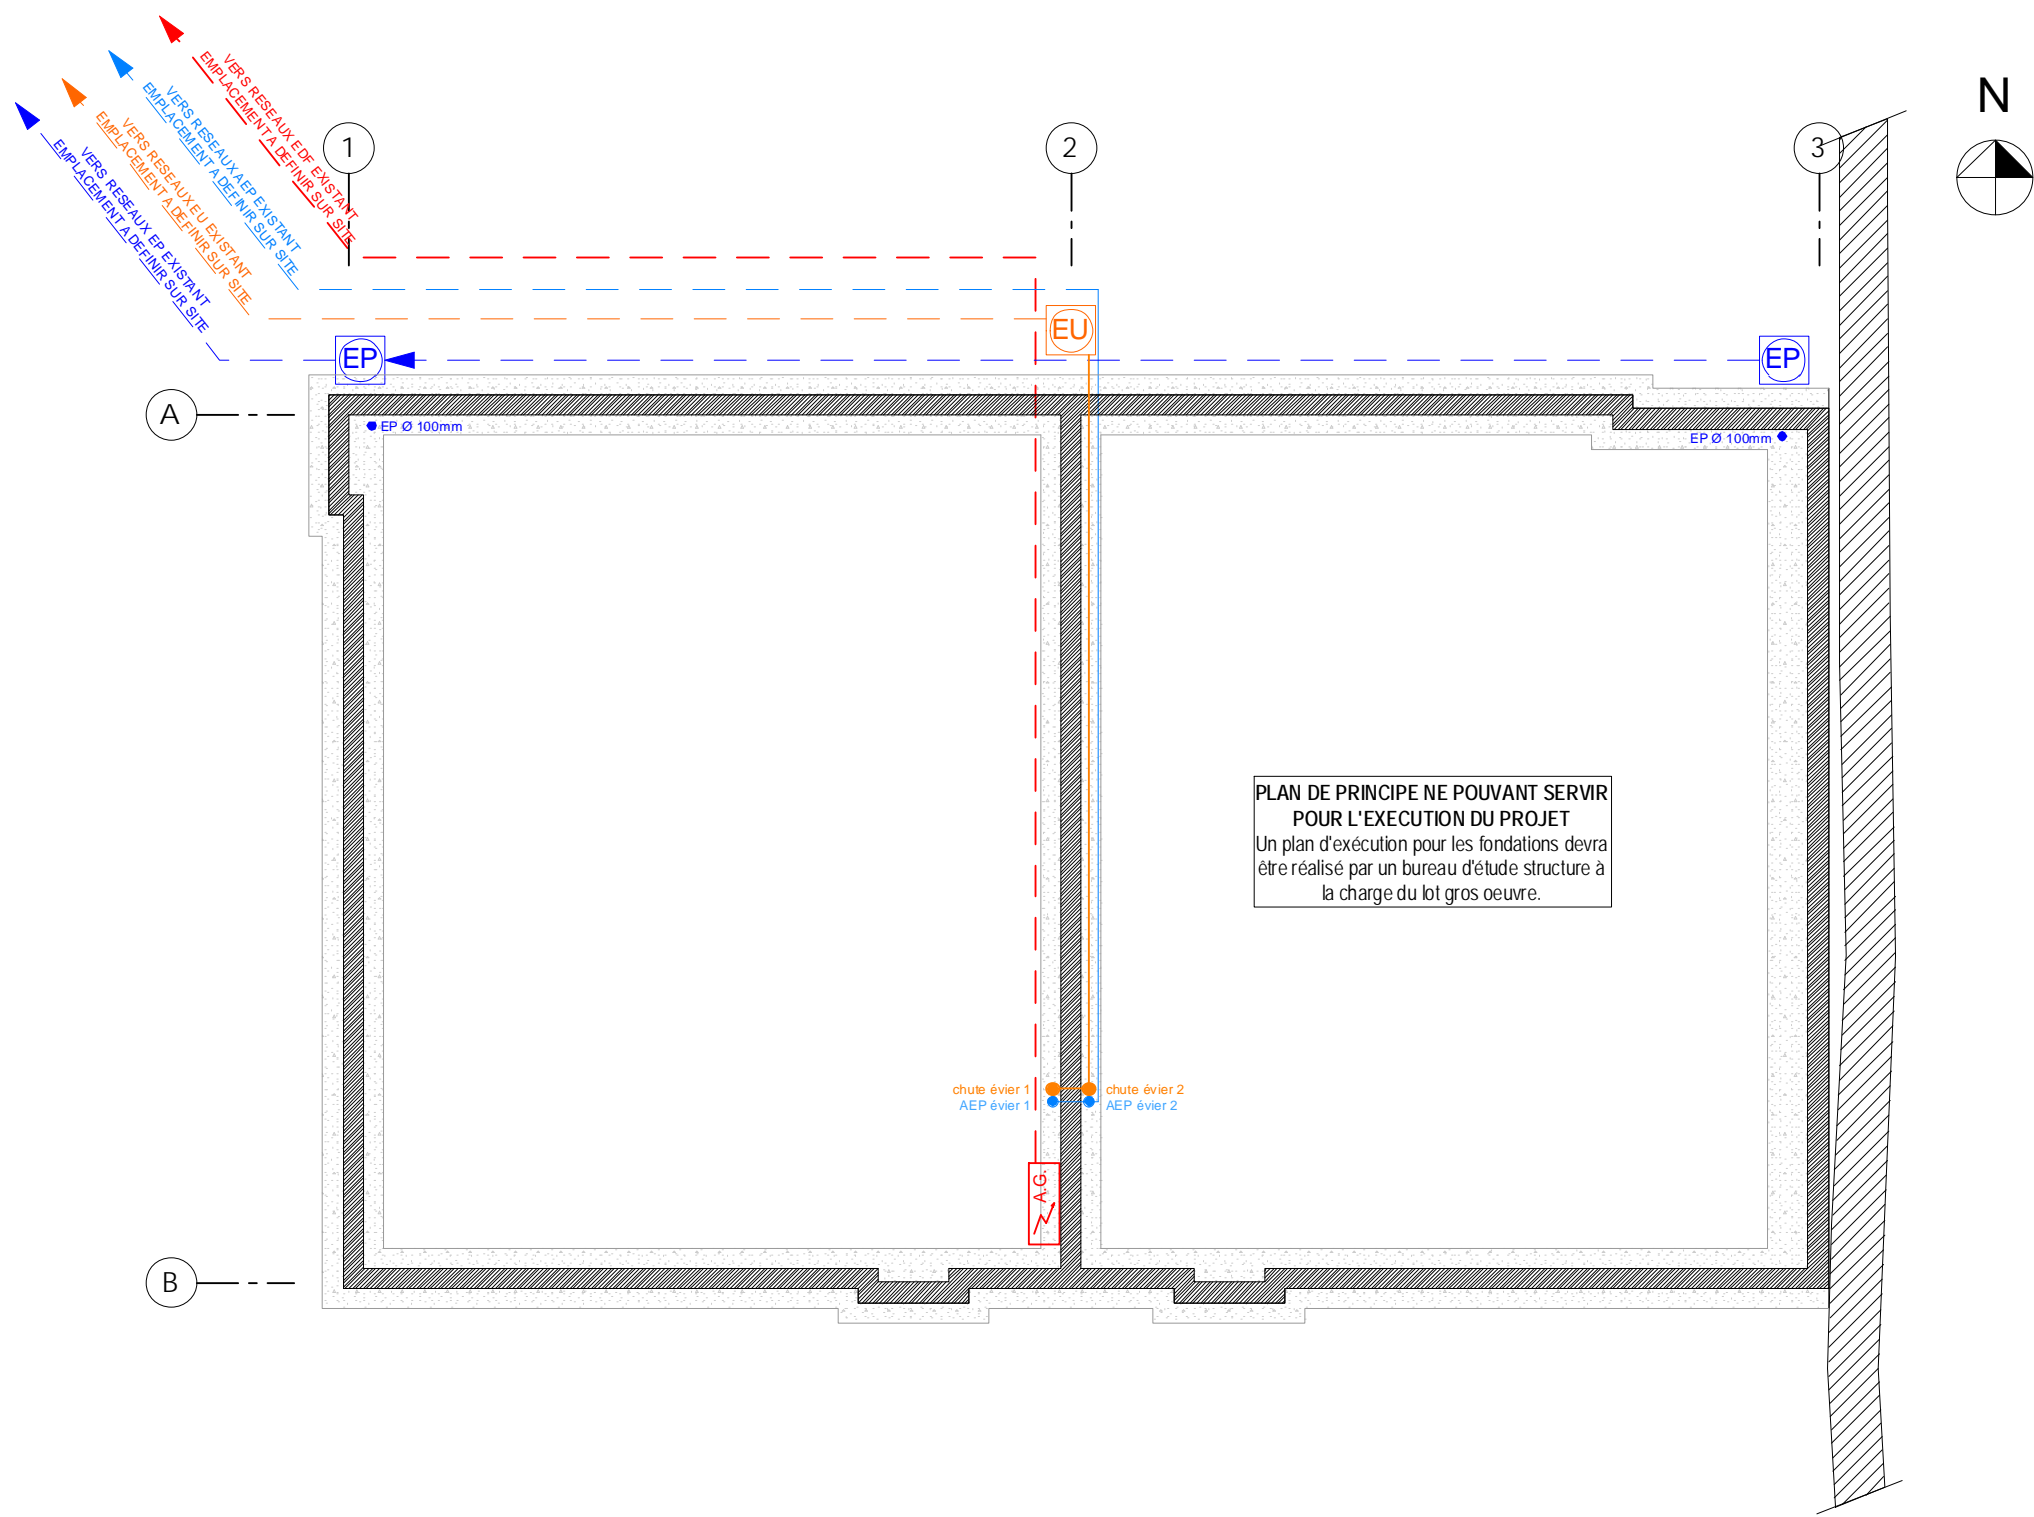 VERS RESEAUX EDF EXISTANT
EMPLACEMENT A DEFINIR SUR SITE
VERS RESEAUX AEP EXISTANT
EMPLACEMENT A DEFINIR SUR SITE
VERS RESEAUX EU EXISTANT
EMPLACEMENT A DEFINIR SUR SITE
VERS RESEAUX EP EXISTANT
EMPLACEMENT A DEFINIR SUR SITE
N
1
2
3
EU
EP
EP
A
EP Ø 100mm
EP Ø 100mm
PLAN DE PRINCIPE NE POUVANT SERVIR
POUR L'EXECUTION DU PROJET
Un plan d'exécution pour les fondations devra
être réalisé par un bureau d'étude structure à
la charge du lot gros oeuvre.
chute évier 1
chute évier 2
AEP évier 1
AEP évier 2
A.G.
B